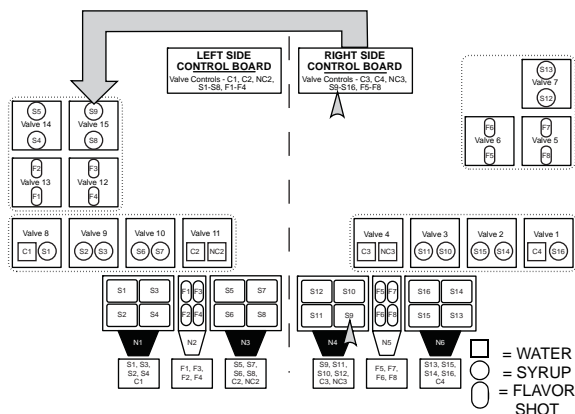 LEFT SIDE
CONTROL BOARD
Valve Controls - C1, C2, NC2,
S1-S8, F1-F4
RIGHT SIDE
CONTROL BOARD
Valve Controls - C3, C4, NC3,
S9-S16, F5-F8
S5
Valve 14
S4
S9
Valve 15
S8
F2
Valve 13
F1
F3
Valve 12
F4
S13
Valve 7
S12
F6
Valve 6
F5
F7
Valve 5
F8
Valve 8
C1 S1
Valve 9
S2 S3
Valve 10
S6 S7
Valve 11
C2 NC2
Valve 4
C3 NC3
Valve 3
S11 S10
Valve 2
S15 S14
Valve 1
C4 S16
S1 S3
S2 S4
F1 F3
F2 F4
S5 S7
S6 S8
S12 S10
S11 S9
F5 F7
F6 F8
S16 S14
S15 S13
N1
N2
N3
N4
N5
N6
S1, S3,
S2, S4
C1
F1, F3,
F2, F4
S5, S7,
S6, S8,
C2, NC2
S9, S11,
S10, S12,
C3, NC3
F5, F7,
F6, F8
S13, S15,
S14, S16,
C4
= WATER
= SYRUP
= FLAVOR
SHOT